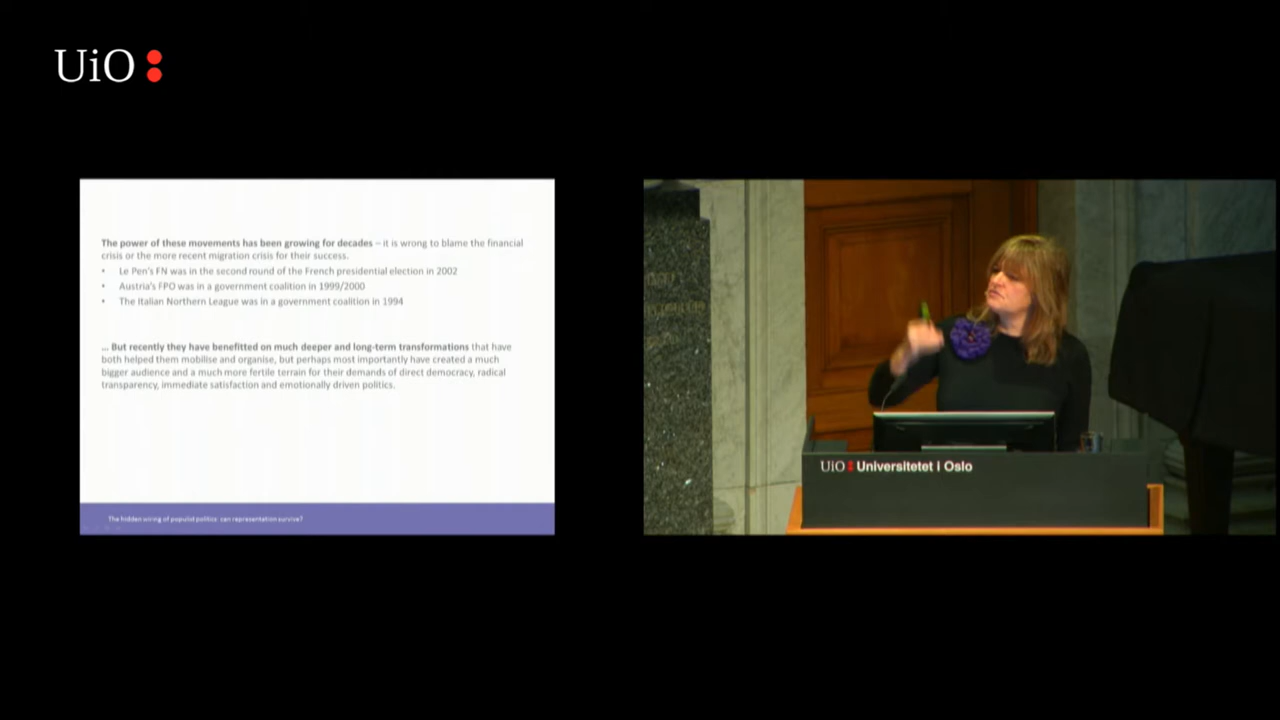 UiO:
The power of these movements has been growing for decades – it is wrong to blame the financial
crisis or the more recent migration crisis for their success.
• Le Pen's FN was in the second round of the French presidential election in 2002
• Austria's FPO was in a government coalition in 1999/2000
• The Italian Northern League was in a government coalition in 1994
... But recently they have benefitted on much deeper and long-term transformations that have
both helped them mobilise and organise, but perhaps most importantly have created a much
bigger audience and a much more fertile terrain for their demands of direct democracy, radical
transparency, immediate satisfaction and emotionally driven politics.
The hidden wiring of populist politics: can representation survive?
UiO: Universitetet i Oslo